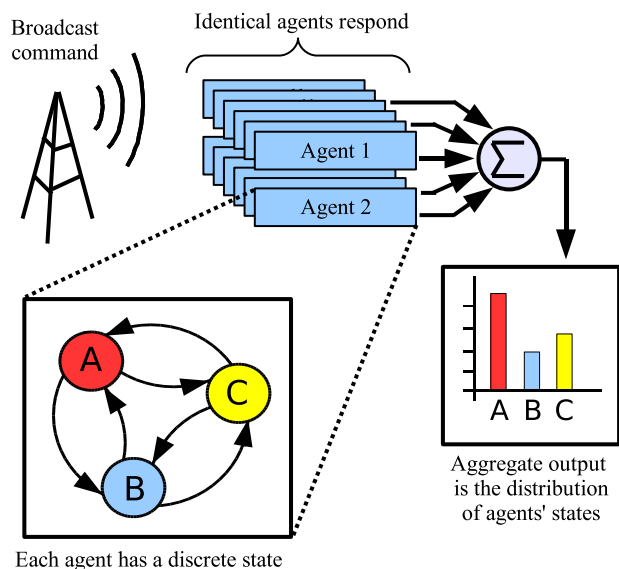 Broadcast
command
Identical agents respond
Agent 1
Agent 2
Σ
A
C
B
A B C
Aggregate output
is the distribution
of agents' states
Each agent has a discrete state